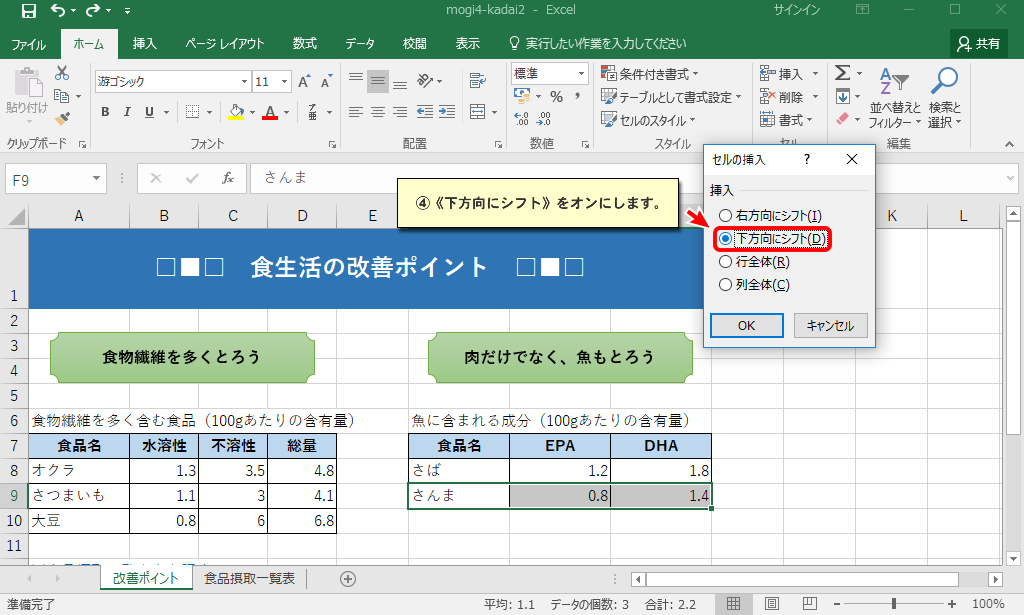 mogi4-kadai2 - Excel
サインイン
ファイル ホーム 挿入 ページ レイアウト 数式 データ 校閲 表示 実行したい作業を入力してください 共有
貼り付け
クリップボード
游ゴシック 11
B I U
フォント
配置
標準
% ,
数値
条件付き書式
テーブルとして書式設定
セルのスタイル
スタイル
挿入
削除
書式
セル
並べ替えと
フィルター
検索と
選択
編集
F9 fx さんま
④《下方向にシフト》をオンにします。
セルの挿入 ?
挿入
右方向にシフト(I)
下方向にシフト(D)
行全体(R)
列全体(C)
OK キャンセル
A B C D E K L
1 □■□ 食生活の改善ポイント □■□
2
3
食物繊維を多くとろう 肉だけでなく、魚もとろう
4
5
6 食物繊維を多く含む食品（100gあたりの含有量） 魚に含まれる成分（100gあたりの含有量）
7 食品名 水溶性 不溶性 総量 食品名 EPA DHA
8 オクラ 1.3 3.5 4.8 さば 1.2 1.8
9 さつまいも 1.1 3 4.1 さんま 0.8 1.4
10 大豆 0.8 6 6.8
11
改善ポイント 食品摂取一覧表
準備完了 平均: 1.1 データの個数: 3 合計: 2.2 100%